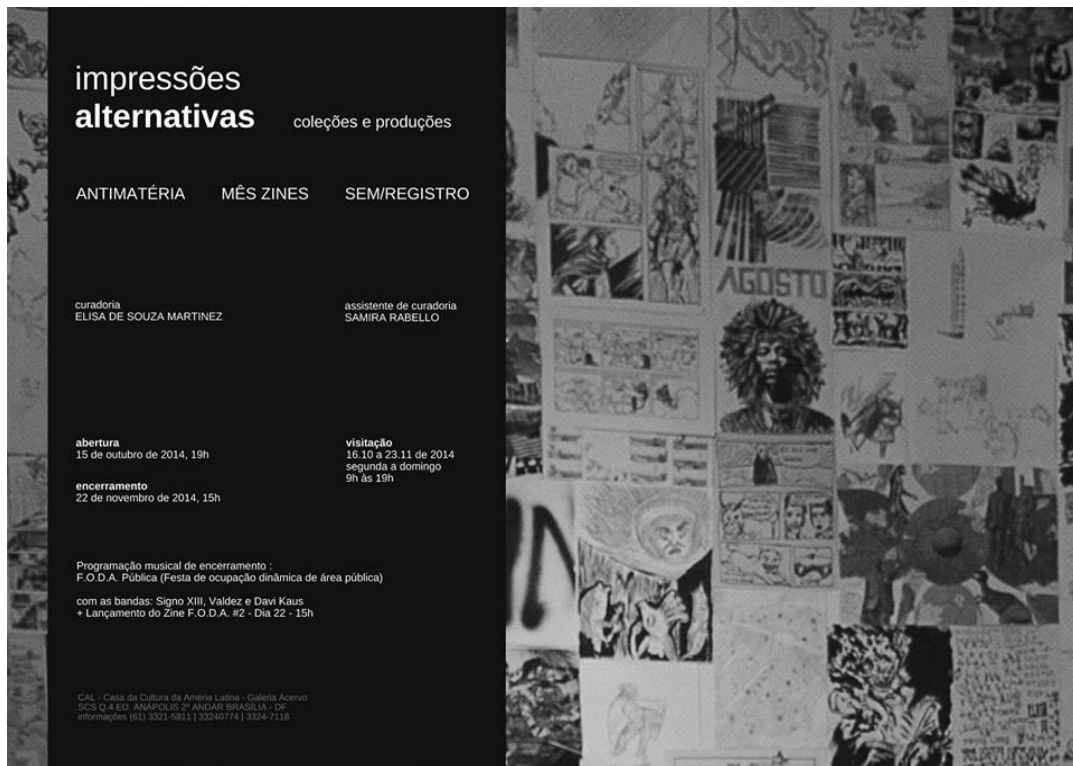 impressões
alternativas coleções e produções
ANTIMATÉRIA MÊS ZINES SEM/REGISTRO
curadoria
ELISA DE SOUZA MARTINEZ
assistente de curadoria
SAMIRA RABELLO
abertura
15 de outubro de 2014, 19h
encerramento
22 de novembro de 2014, 15h
visitação
16.10 a 23.11 de 2014
segunda a domingo
9h às 19h
Programação musical de encerramento :
F.O.D.A. Pública (Festa de ocupação dinâmica de área pública)
com as bandas: Signo XIII, Valdez e Davi Kaus
+ Lançamento do Zine F.O.D.A. #2 - Dia 22 - 15h
CAL - Casa da Cultura da Améria Latina - Galeria Acervo
SCS Q.4 ED. ANÁPOLIS 2º ANDAR BRASÍLIA - DF
informações (61) 3321-5811 | 33240774 | 3324-7118
AGOSTO